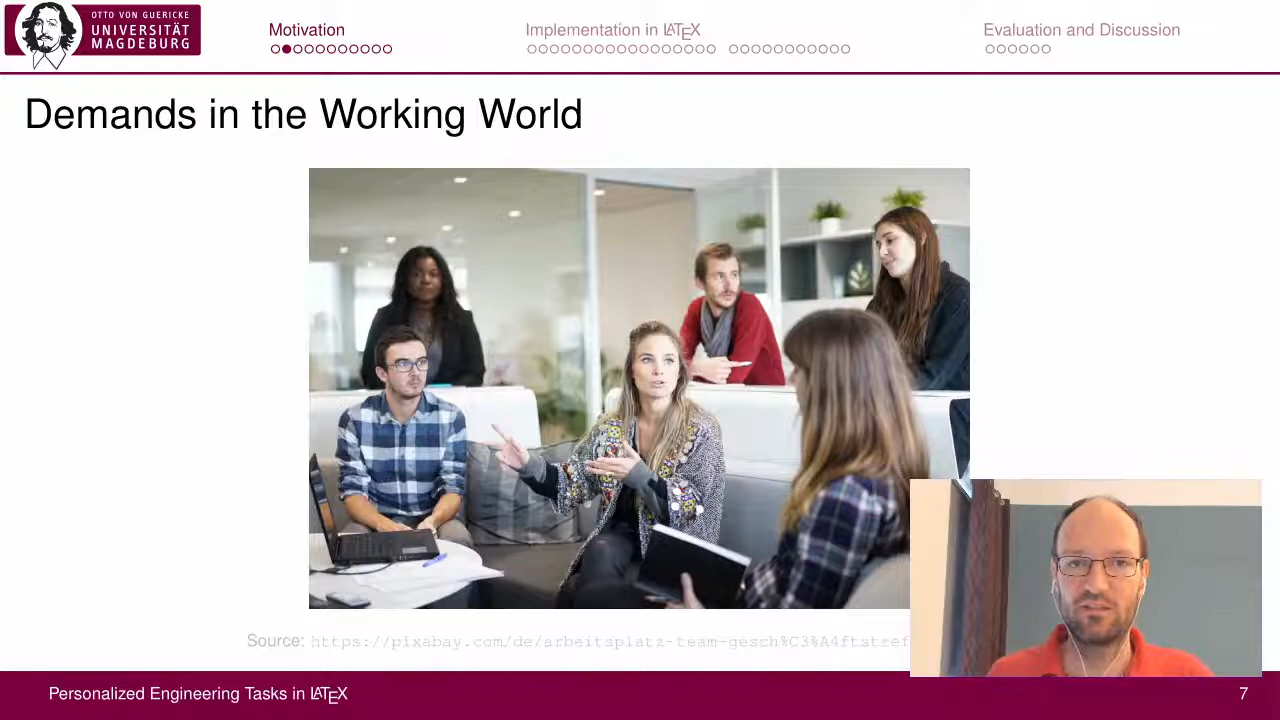 OTTO VON GUERICKE
UNIVERSITÄT
MAGDEBURG
Motivation
Implementation in LATEX
Evaluation and Discussion
Demands in the Working World
Source: https://pixabay.com/de/arbeitsplatz-team-gesch%C3%A4ftstref
Personalized Engineering Tasks in LATEX
7